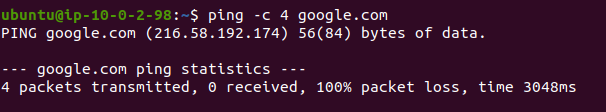 ubuntu@ip-10-0-2-98:~$ ping -c 4 google.com
PING google.com (216.58.192.174) 56(84) bytes of data.

--- google.com ping statistics ---
4 packets transmitted, 0 received, 100% packet loss, time 3048ms